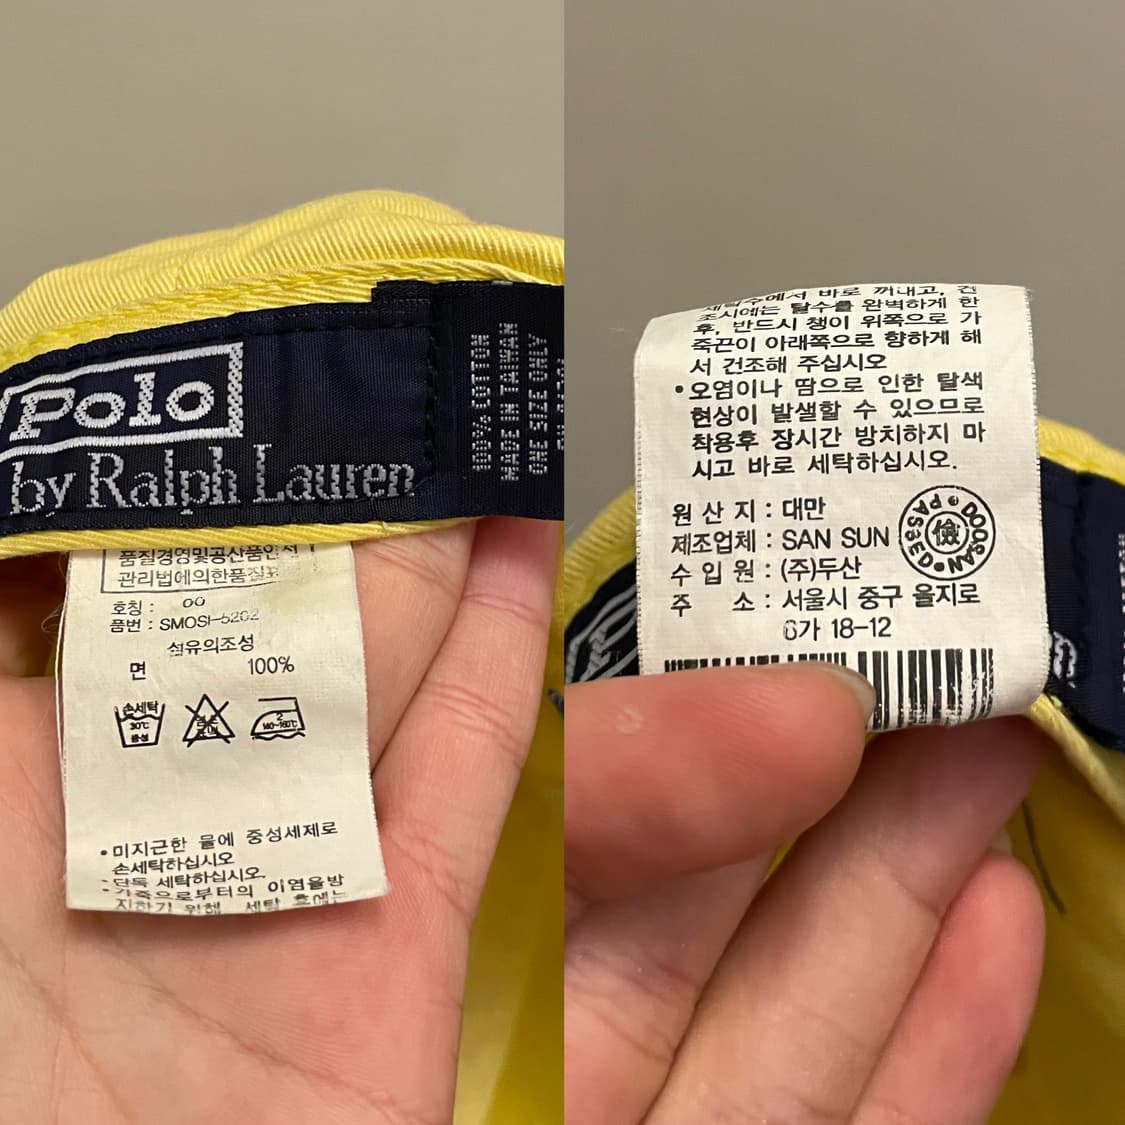 Polo
by Ralph Lauren
100% COTTON
MADE IN TAIWAN
ONE SIZE ONLY
품질경영및공산품안전
관리법에의한품질표
호칭 : 00
품번 : SMOSI-5202
섬유의조성
면 100%
손세탁
30℃
중성
2
140~160℃
•미지근한 물에 중성세제로
손세탁하십시오
•단독 세탁하십시오.
•가죽으로부터의 이염을방
지하기 위해 세탁 후에는
세탁수에서 바로 꺼내고, 건
조시에는 탈수를 완벽하게 한
후, 반드시 챙이 위쪽으로 가
죽끈이 아래쪽으로 향하게 해
서 건조해 주십시오
•오염이나 땀으로 인한 탈색
현상이 발생할 수 있으므로
착용후 장시간 방치하지 마
시고 바로 세탁하십시오.
원 산 지 : 대만
제조업체 : SAN SUN
수 입 원 : (주)두산
주 소 : 서울시 중구 을지로
6가 18-12
DOOSAN PASSED
儉